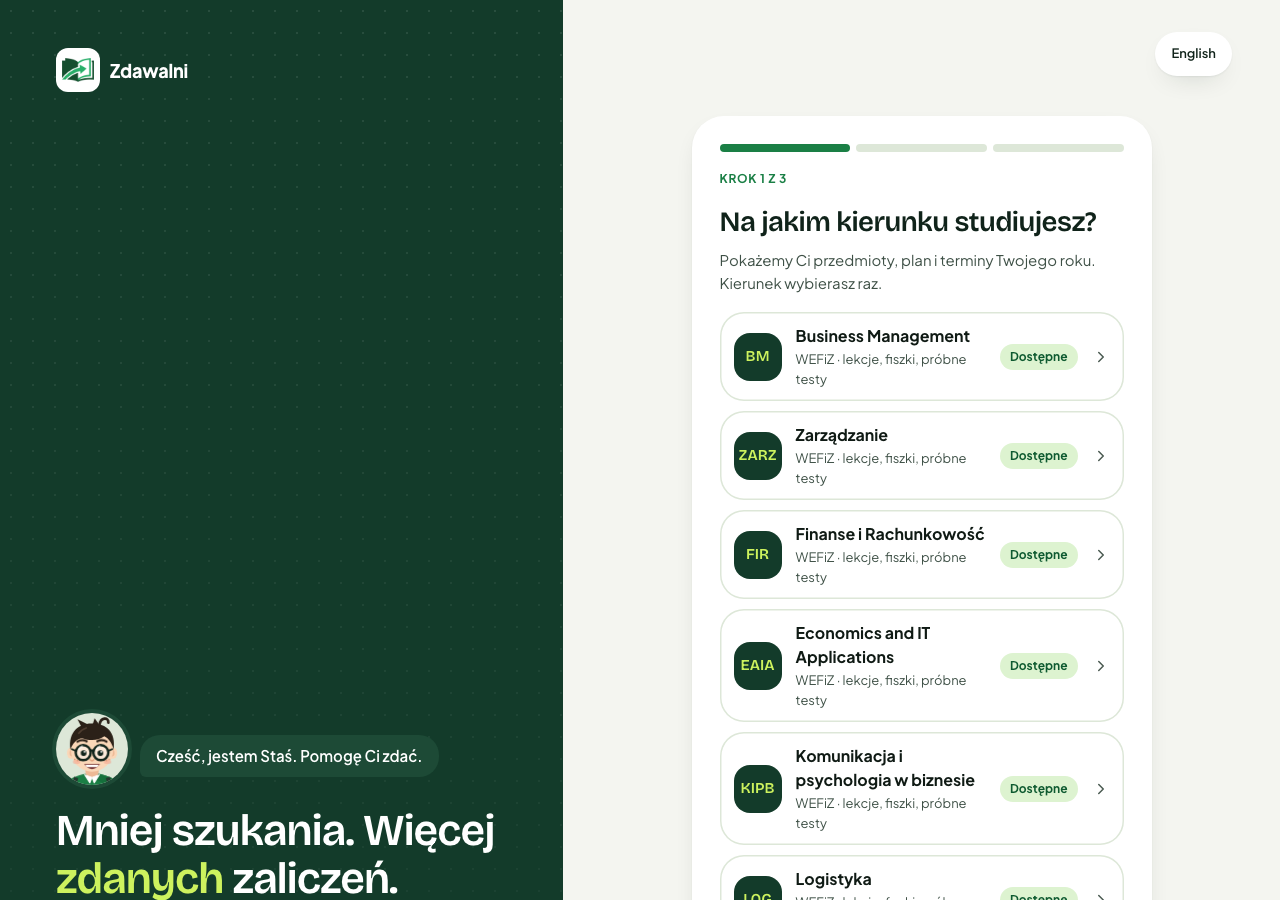 Zdawalni
Cześć, jestem Staś. Pomogę Ci zdać.
Mniej szukania. Więcej
zdanych zaliczeń.
English
KROK 1 Z 3
Na jakim kierunku studiujesz?
Pokażemy Ci przedmioty, plan i terminy Twojego roku.
Kierunek wybierasz raz.
BM
Business Management
WEFiZ · lekcje, fiszki, próbne
testy
Dostępne
ZARZ
Zarządzanie
WEFiZ · lekcje, fiszki, próbne
testy
Dostępne
FIR
Finanse i Rachunkowość
WEFiZ · lekcje, fiszki, próbne
testy
Dostępne
EAIA
Economics and IT
Applications
WEFiZ · lekcje, fiszki, próbne
testy
Dostępne
KIPB
Komunikacja i
psychologia w biznesie
WEFiZ · lekcje, fiszki, próbne
testy
Dostępne
LOG
Logistyka
Dostępne